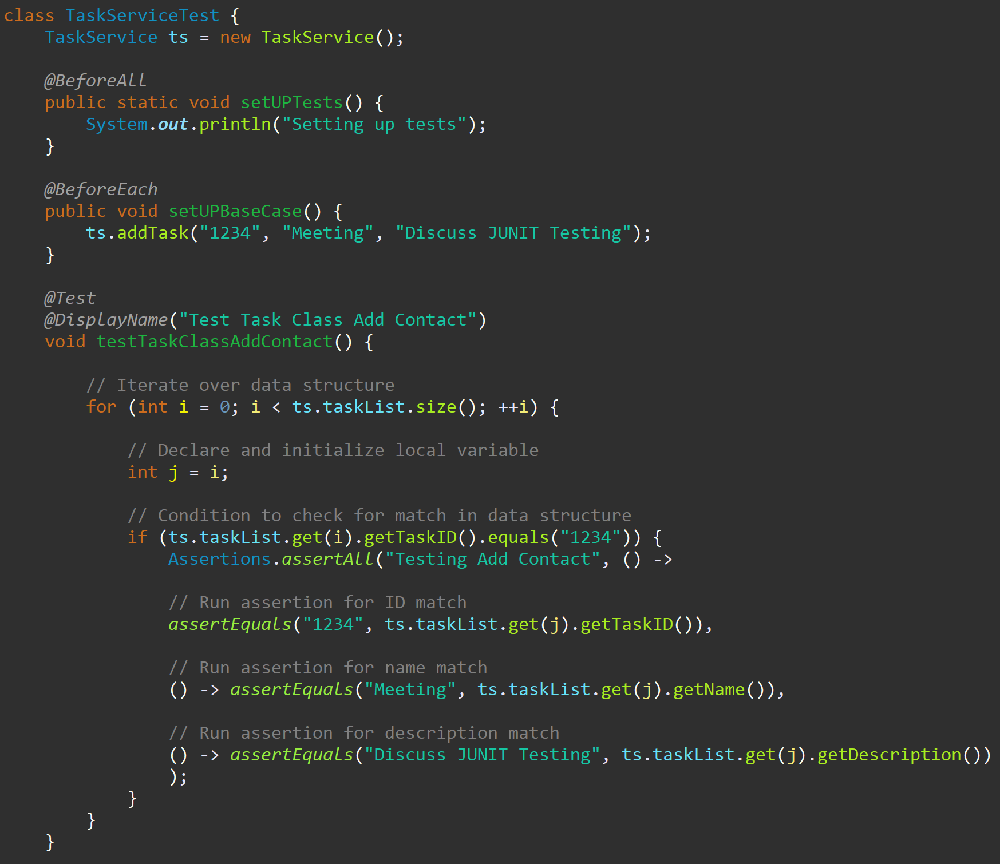 class TaskServiceTest {
    TaskService ts = new TaskService();
    @BeforeAll
    public static void setUPTests() {
        System.out.println("Setting up tests");
    }
    @BeforeEach
    public void setUPBaseCase() {
        ts.addTask("1234", "Meeting", "Discuss JUNIT Testing");
    }
    @Test
    @DisplayName("Test Task Class Add Contact")
    void testTaskClassAddContact() {
        // Iterate over data structure
        for (int i = 0; i < ts.taskList.size(); ++i) {
            // Declare and initialize local variable
            int j = i;
            // Condition to check for match in data structure
            if (ts.taskList.get(i).getTaskID().equals("1234")) {
                Assertions.assertAll("Testing Add Contact", () ->
                // Run assertion for ID match
                assertEquals("1234", ts.taskList.get(j).getTaskID()),
                // Run assertion for name match
                () -> assertEquals("Meeting", ts.taskList.get(j).getName()),
                // Run assertion for description match
                () -> assertEquals("Discuss JUNIT Testing", ts.taskList.get(j).getDescription())
                );
            }
        }
    }